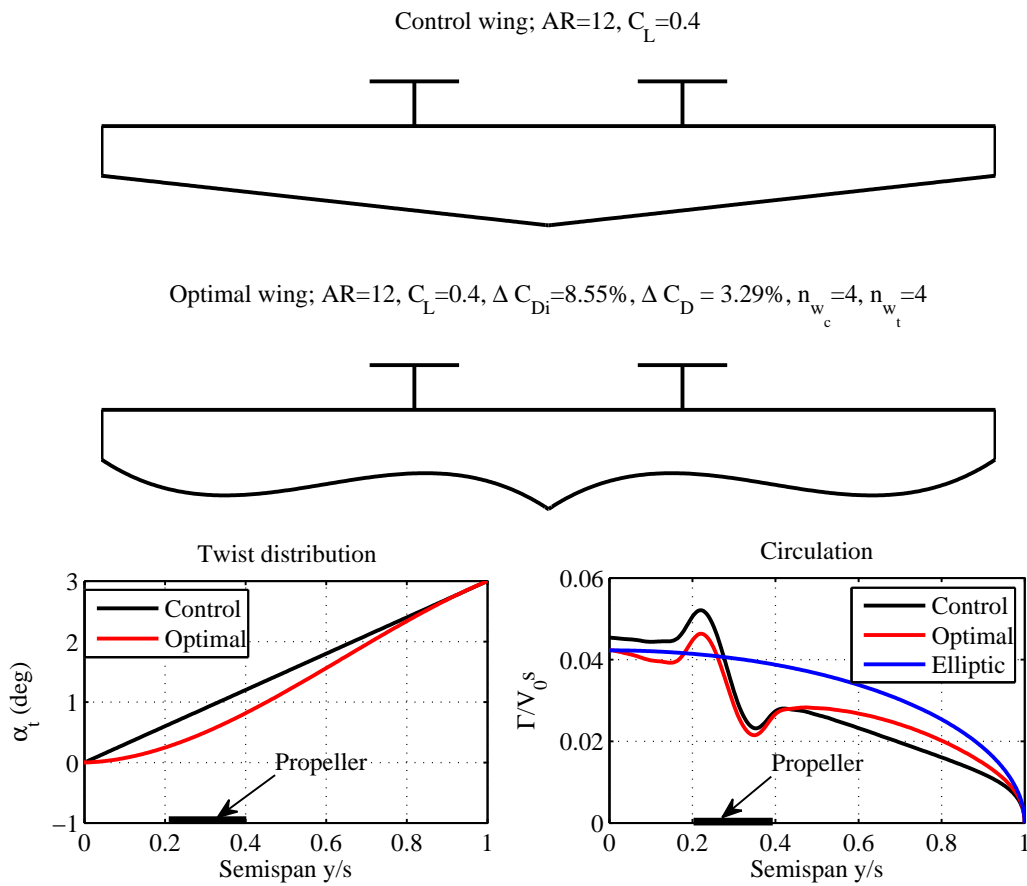 Control wing; AR=12, C_L=0.4
Optimal wing; AR=12, C_L=0.4, Δ C_Di=8.55%, Δ C_D = 3.29%, n_w_c=4, n_w_t=4
Twist distribution
3
2
1
0
−1
α_t (deg)
Control
Optimal
Propeller
0 0.2 0.4 0.6 0.8 1
Semispan y/s
Circulation
0.06
0.04
0.02
0
Γ/V_0s
Control
Optimal
Elliptic
Propeller
0 0.2 0.4 0.6 0.8 1
Semispan y/s